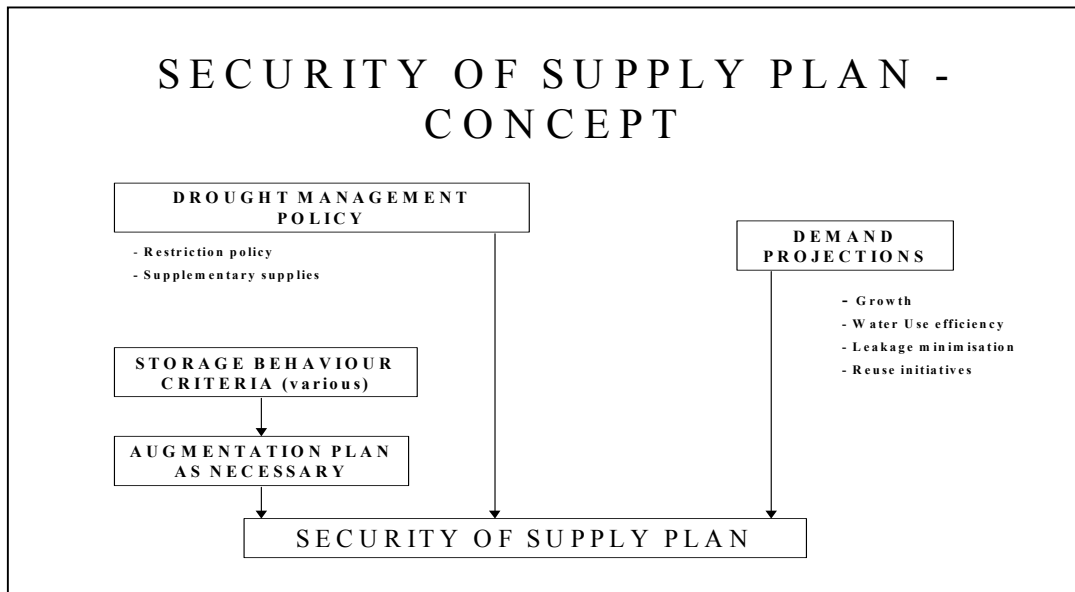 SECURITY OF SUPPLY PLAN -
CONCEPT
DROUGHT MANAGEMENT
POLICY
- Restriction policy
- Supplementary supplies
DEMAND
PROJECTIONS
- Growth
- Water Use efficiency
- Leakage minimisation
- Reuse initiatives
STORAGE BEHAVIOUR
CRITERIA (various)
AUGMENTATION PLAN
AS NECESSARY
SECURITY OF SUPPLY PLAN